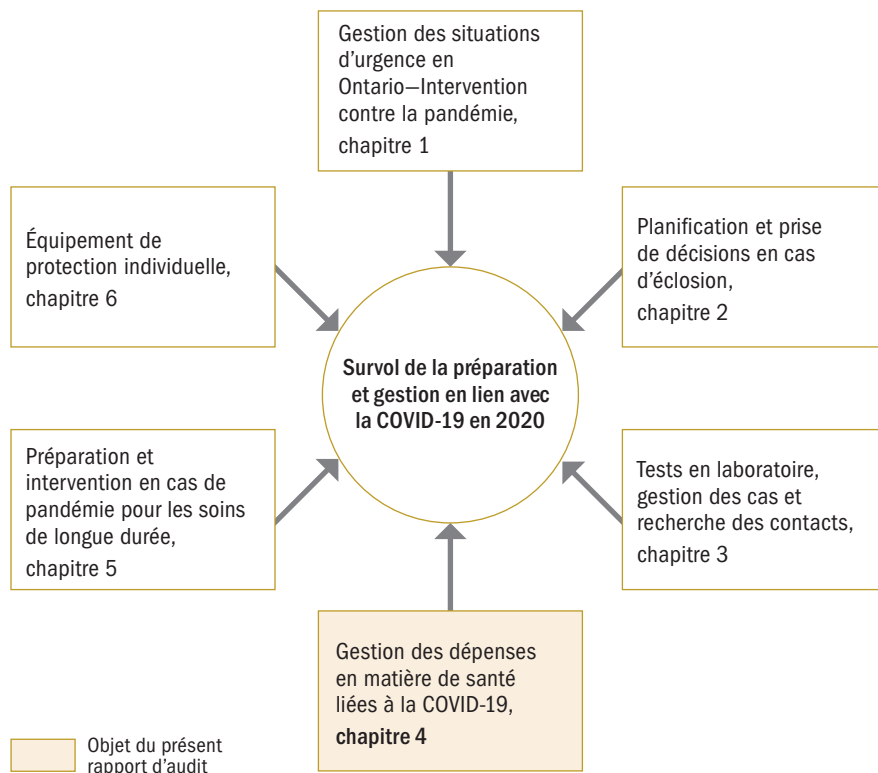 Gestion des situations
d'urgence en
Ontario—Intervention
contre la pandémie,
chapitre 1
Planification et prise
de décisions en cas
d'éclosion,
chapitre 2
Tests en laboratoire,
gestion des cas et
recherche des contacts,
chapitre 3
Gestion des dépenses
en matière de santé
liées à la COVID-19,
chapitre 4
Préparation et
intervention en cas de
pandémie pour les soins
de longue durée,
chapitre 5
Équipement de
protection individuelle,
chapitre 6
Survol de la préparation
et gestion en lien avec
la COVID-19 en 2020
Objet du présent
rapport d'audit